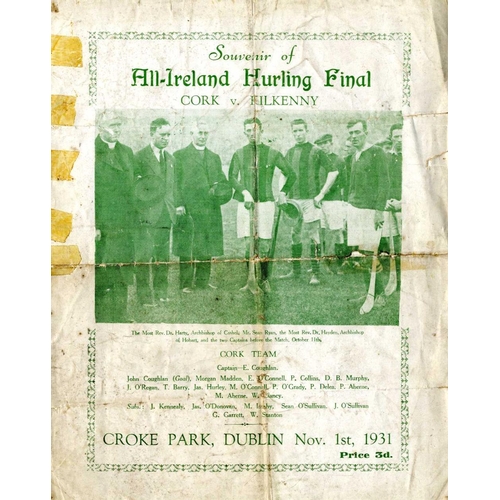 Souvenir of
All-Ireland Hurling Final
CORK v. KILKENNY
The Most Rev. Dr. Harty, Archbishop of Cashel; Mr. Sean Ryan, the Most Rev. Dr. Hayden, Archbishop
of Hobart, and the two Captains before the Match, October 11th.
CORK TEAM
Captain—E. Coughlan.
John Coughlan (Goal), Morgan Madden, E. O'Connell, P. Collins, D. B. Murphy,
J. O'Regan, T. Barry, Jas. Hurley, M. O'Connell, P. O'Grady, P. Delea, P. Aherne,
M. Aherne, W. Clancy.
Subs.: J. Kennealy, Jas. O'Donovan, M. Sean O'Sullivan, J. O'Sullivan
G. Garrett, W. Stanton
CROKE PARK, DUBLIN Nov. 1st, 1931
Price 3d.